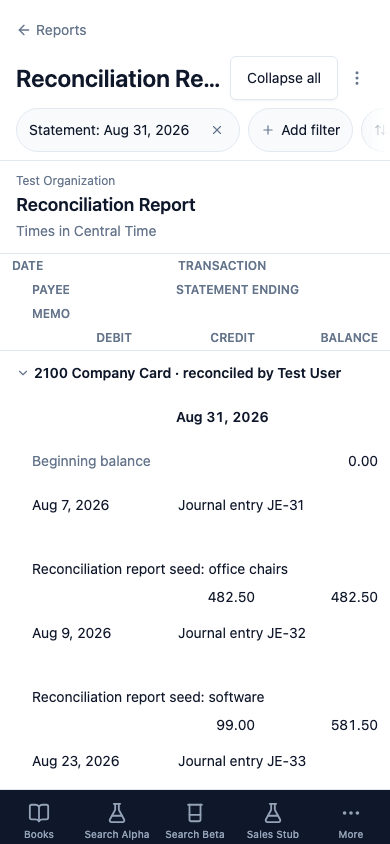 Reports
Reconciliation Re... Collapse all
Statement: Aug 31, 2026 Add filter
Test Organization
Reconciliation Report
Times in Central Time
DATE TRANSACTION
PAYEE STATEMENT ENDING
MEMO
DEBIT CREDIT BALANCE
2100 Company Card · reconciled by Test User
Aug 31, 2026
Beginning balance 0.00
Aug 7, 2026 Journal entry JE-31
Reconciliation report seed: office chairs
482.50 482.50
Aug 9, 2026 Journal entry JE-32
Reconciliation report seed: software
99.00 581.50
Aug 23, 2026 Journal entry JE-33
Books Search Alpha Search Beta Sales Stub More